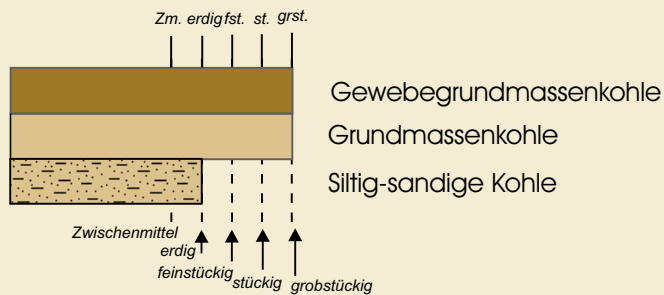 Zm. erdig fst. st. grst.
Gewebegrundmassenkohle
Grundmassenkohle
Siltig-sandige Kohle
Zwischenmittel
erdig
feinstückig
stückig
grobstückig